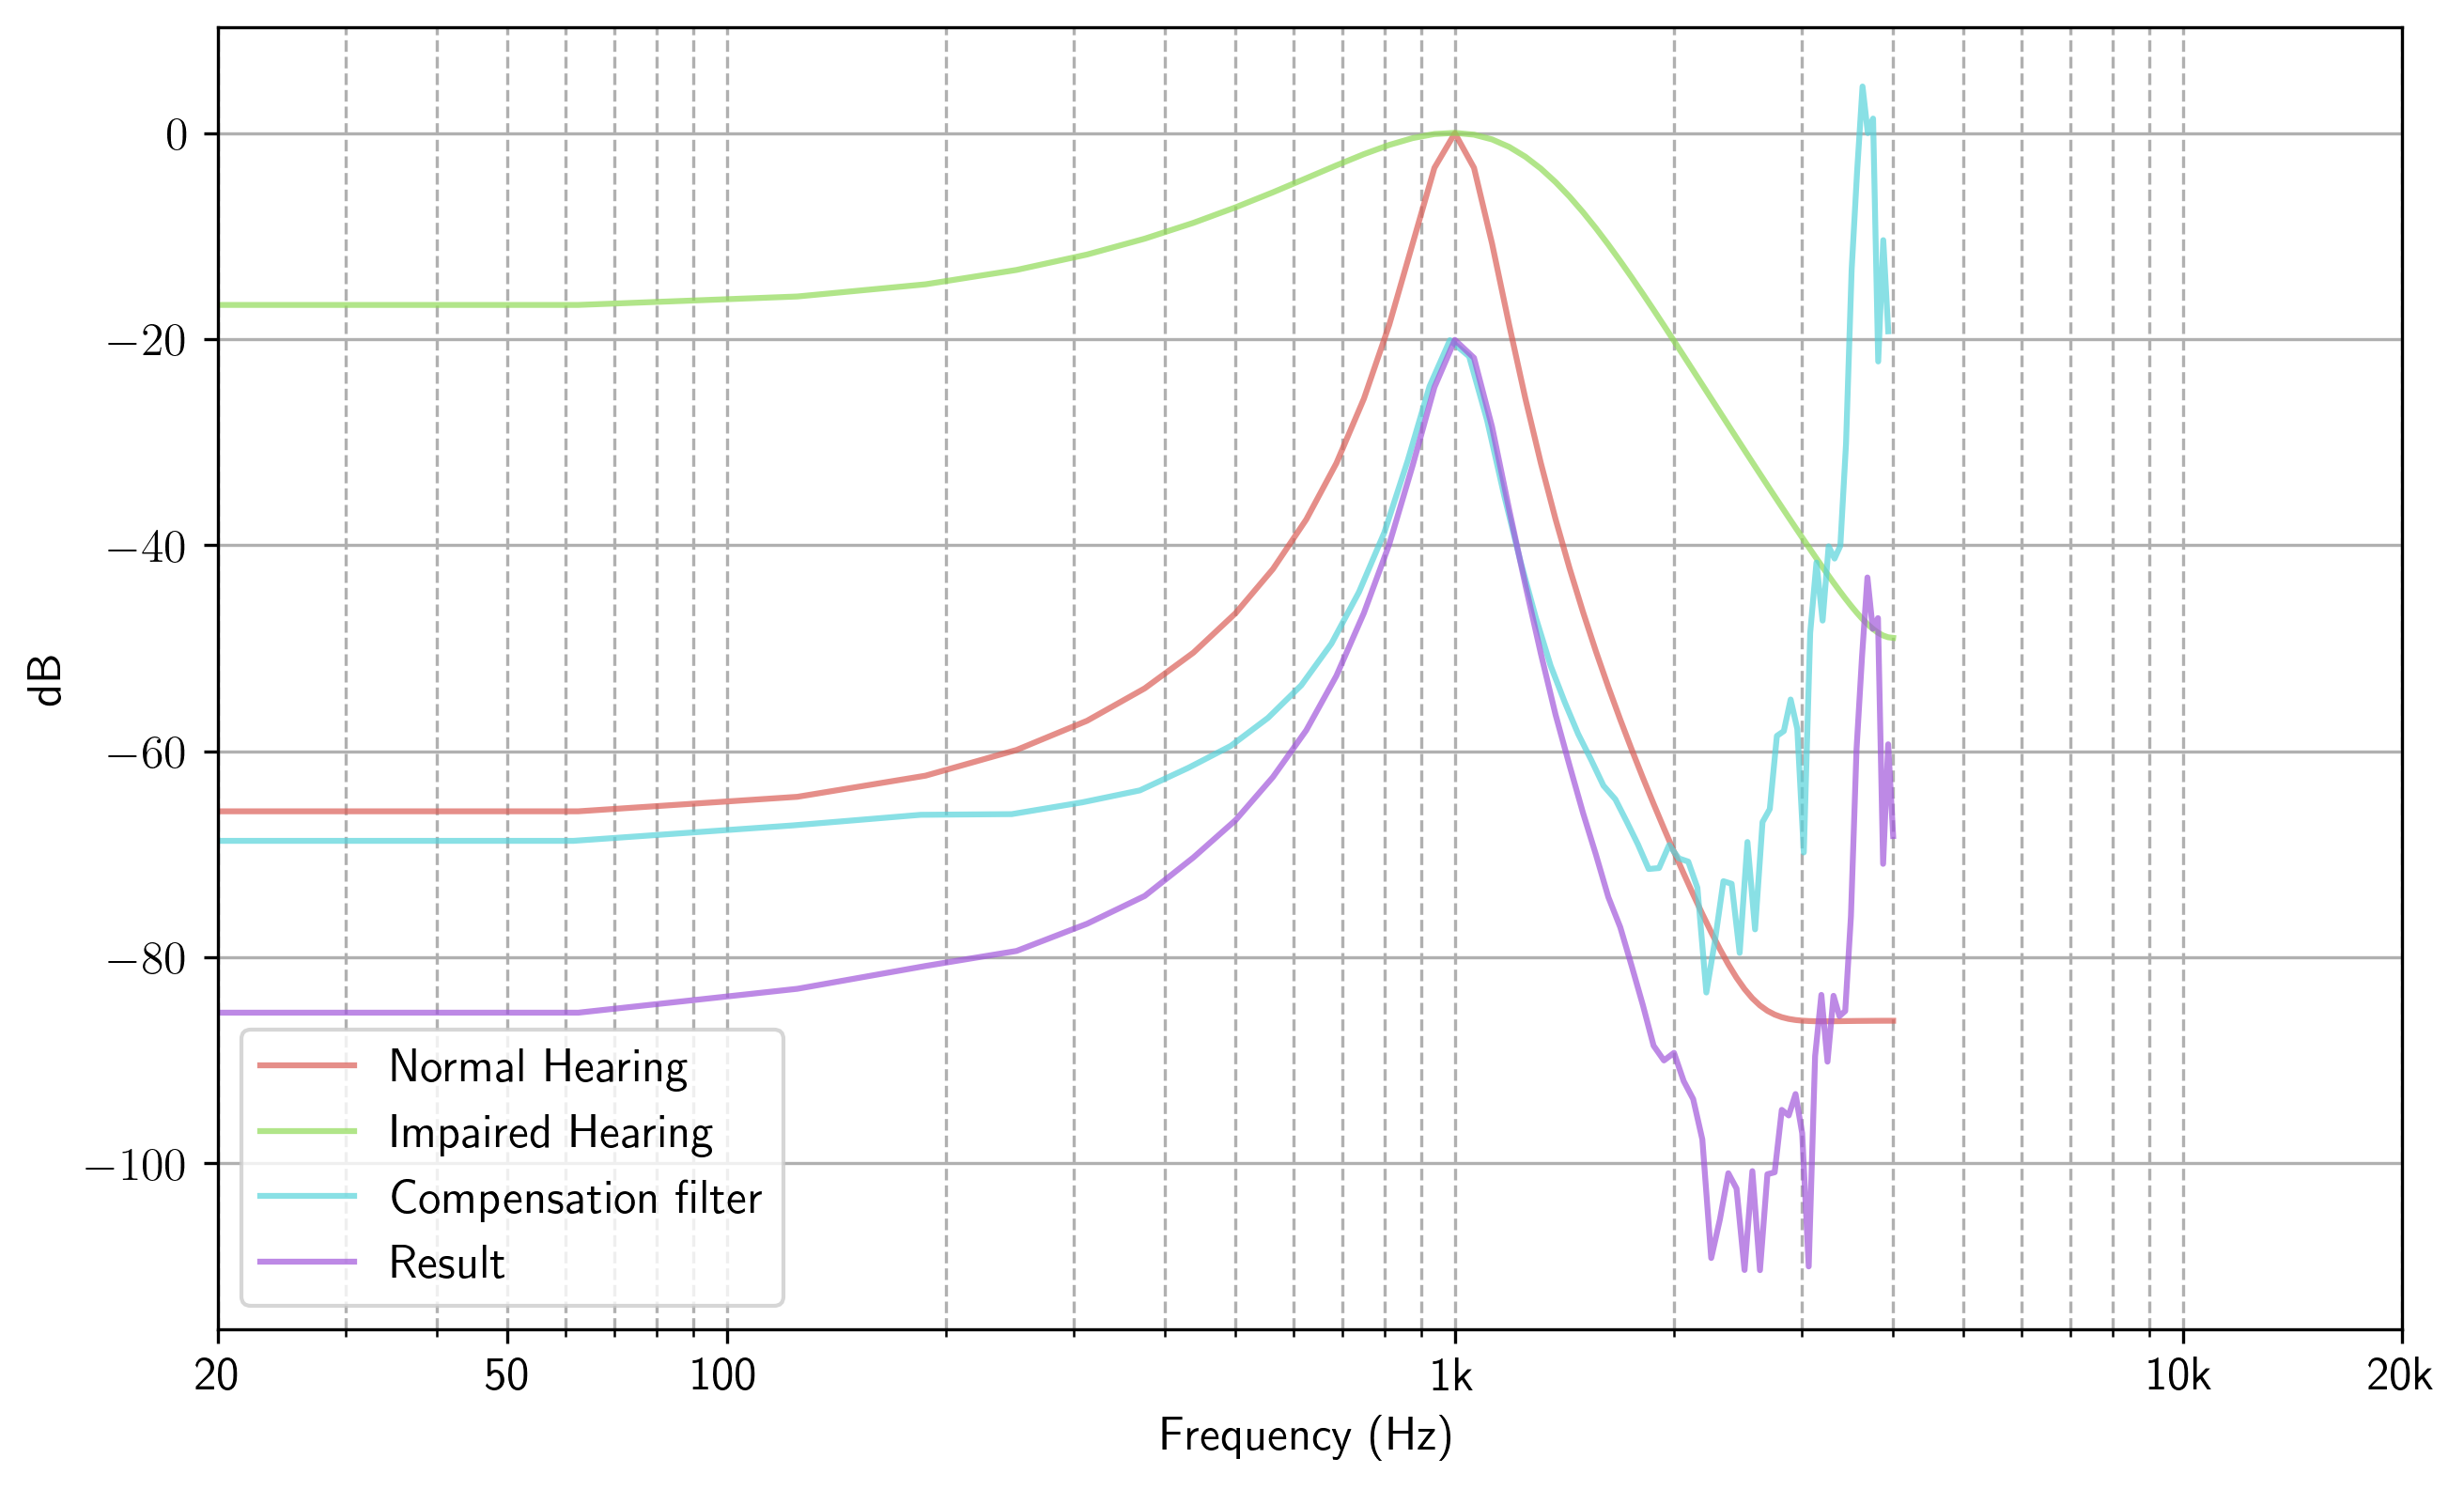 0
−20
−40
−60
−80
−100
dB
Normal Hearing
Impaired Hearing
Compensation filter
Result
20 50 100 1k 10k 20k
Frequency (Hz)